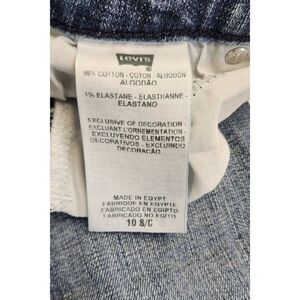 Levi's
99% COTTON - COTON - ALGODÓN
ALGODÃO
1% ELASTANE - ELASTHANNE -
ELASTANO
EXCLUSIVE OF DECORATION -
EXCLUANT L'ORNEMENTATION -
EXCLUYENDO ELEMENTOS
DECORATIVOS - EXCLUINDO
DECORAÇÃO
MADE IN EGYPT
FABRIQUE EN EGYPTE
FABRICADO EN EGIPTO
FABRICADO NO EGITO
10 S/C